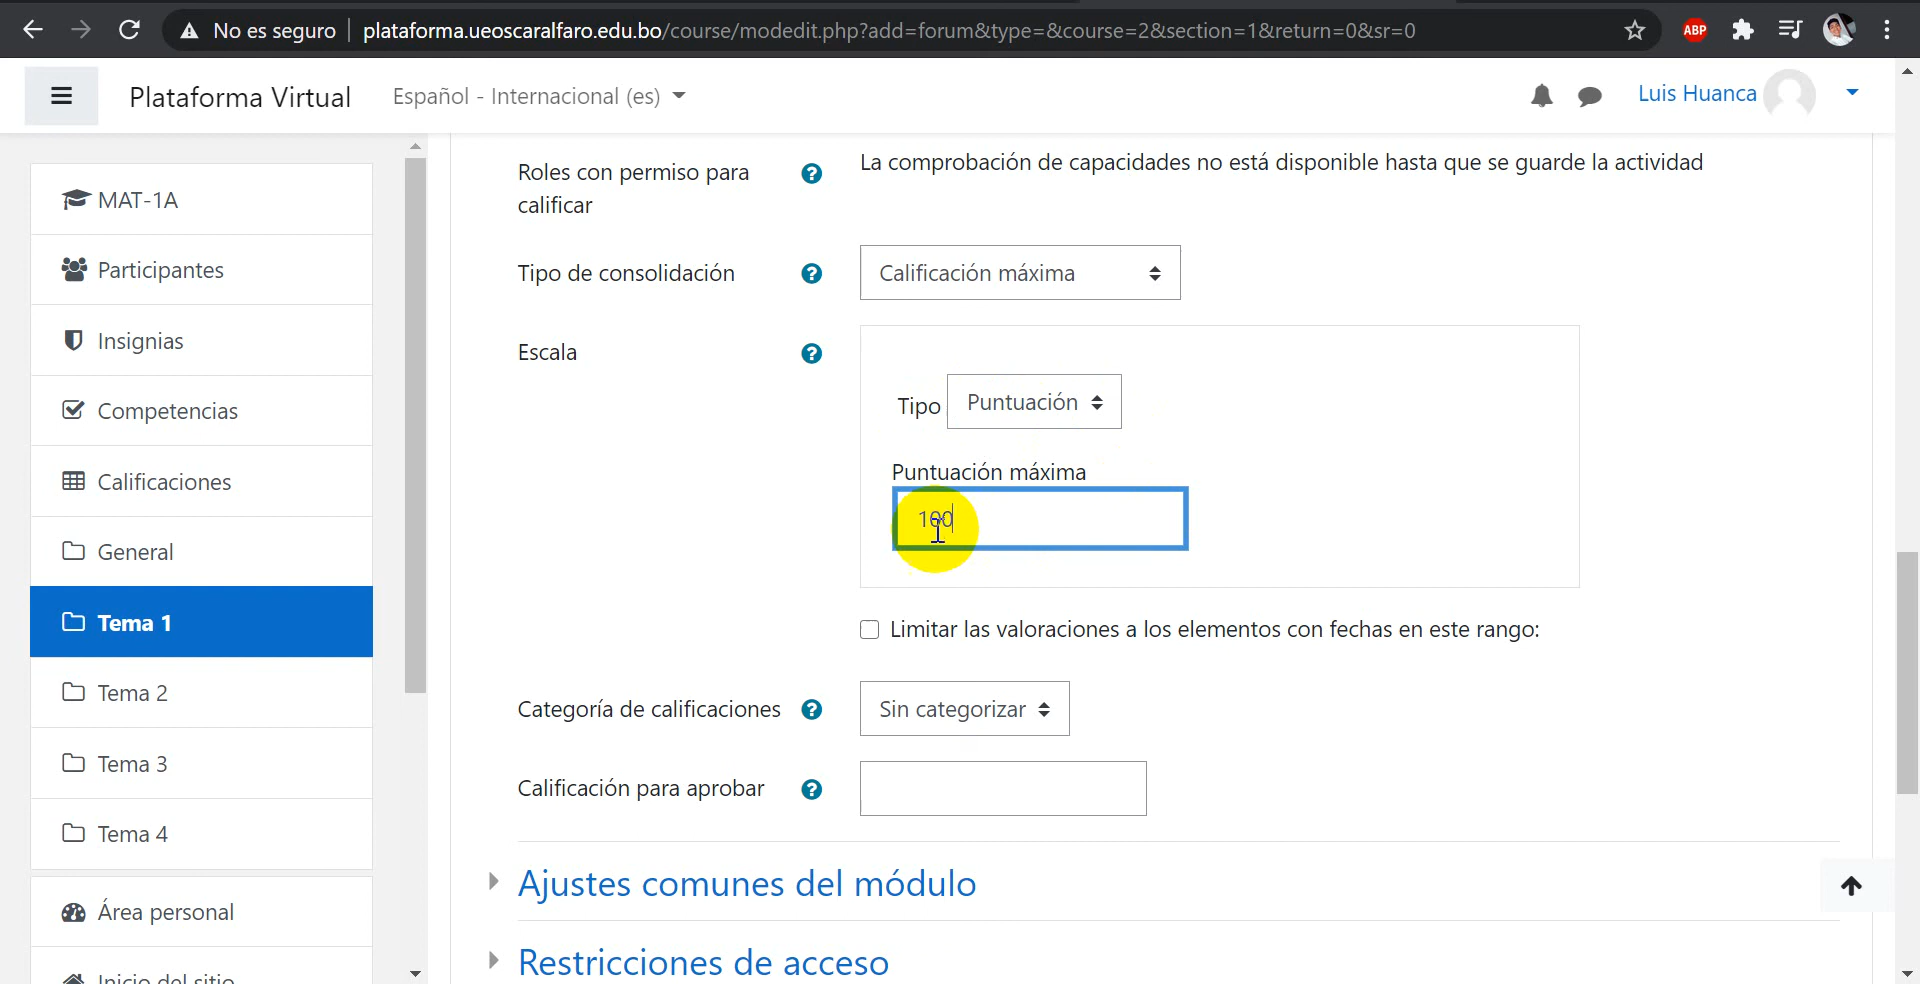 No es seguro plataforma.ueoscaralfaro.edu.bo/course/modedit.php?add=forum&type=&course=2&section=1&return=0&sr=0
ABP
Plataforma Virtual
Español - Internacional (es)
Luis Huanca
MAT-1A
Participantes
Insignias
Competencias
Calificaciones
General
Tema 1
Tema 2
Tema 3
Tema 4
Área personal
Inicio del sitio
Roles con permiso para
calificar
La comprobación de capacidades no está disponible hasta que se guarde la actividad
Tipo de consolidación
Calificación máxima
Escala
Tipo
Puntuación
Puntuación máxima
100
Limitar las valoraciones a los elementos con fechas en este rango:
Categoría de calificaciones
Sin categorizar
Calificación para aprobar
Ajustes comunes del módulo
Restricciones de acceso